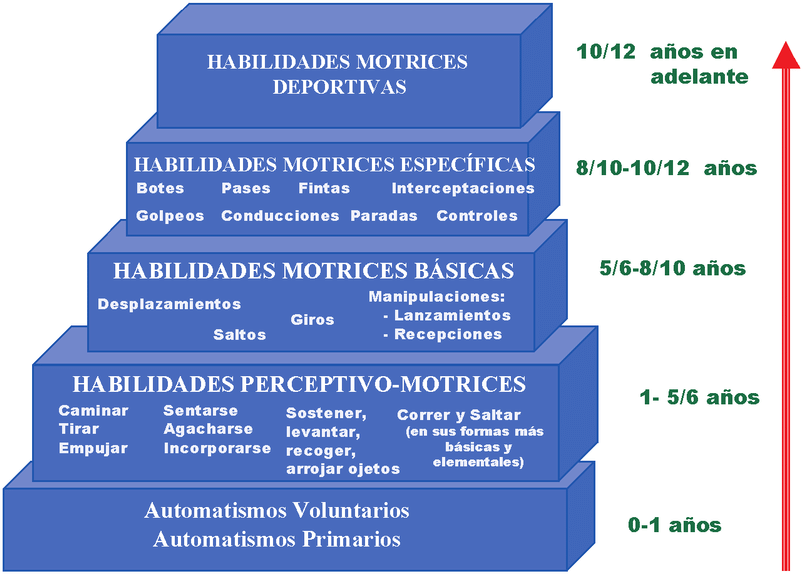 HABILIDADES MOTRICES
DEPORTIVAS
10/12 años en
adelante
HABILIDADES MOTRICES ESPECÍFICAS
Botes Pases Fintas Interceptaciones
Golpeos Conducciones Paradas Controles
8/10-10/12 años
HABILIDADES MOTRICES BÁSICAS
Desplazamientos
Saltos
Giros
Manipulaciones:
- Lanzamientos
- Recepciones
5/6-8/10 años
HABILIDADES PERCEPTIVO-MOTRICES
Caminar
Tirar
Empujar
Sentarse
Agacharse
Incorporarse
Sostener,
levantar,
recoger,
arrojar ojetos
Correr y Saltar
(en sus formas más
básicas y
elementales)
1- 5/6 años
Automatismos Voluntarios
Automatismos Primarios
0-1 años